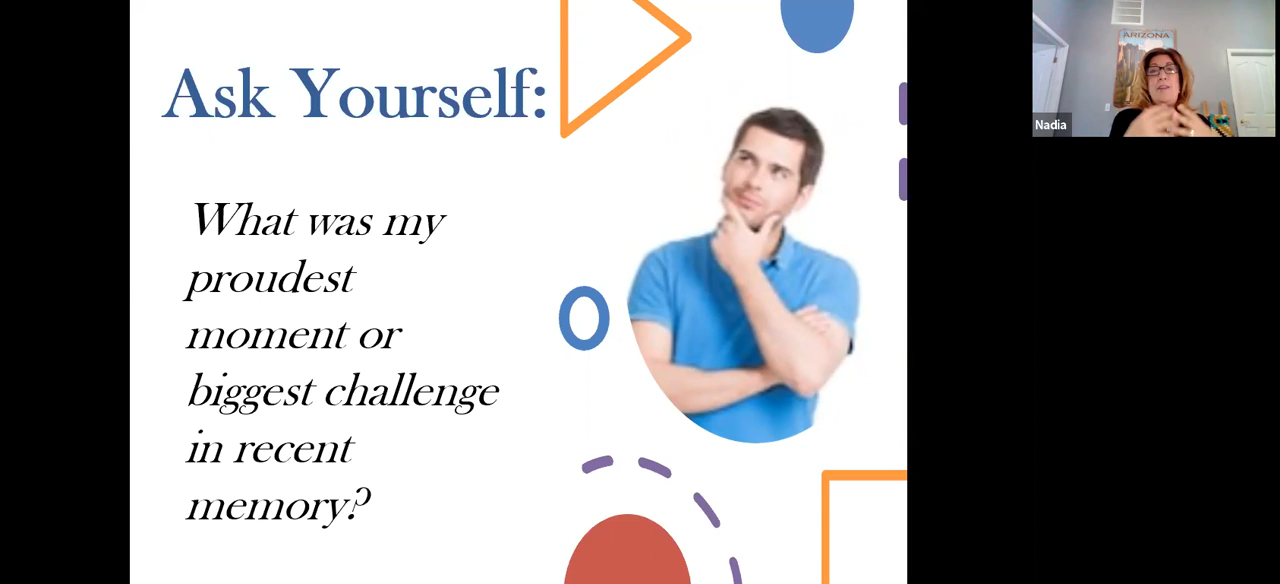 Ask Yourself:
What was my
proudest
moment or
biggest challenge
in recent
memory?
ARIZONA
Nadia